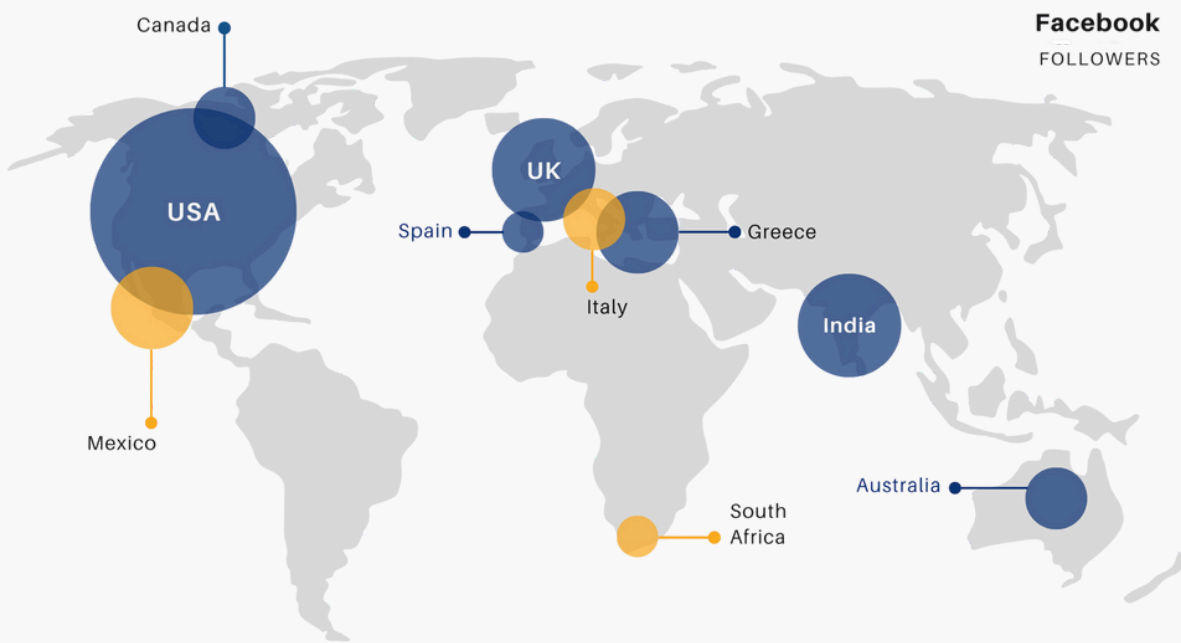 Facebook
FOLLOWERS
Canada
USA
UK
Spain
Greece
Italy
India
Mexico
Australia
South
Africa